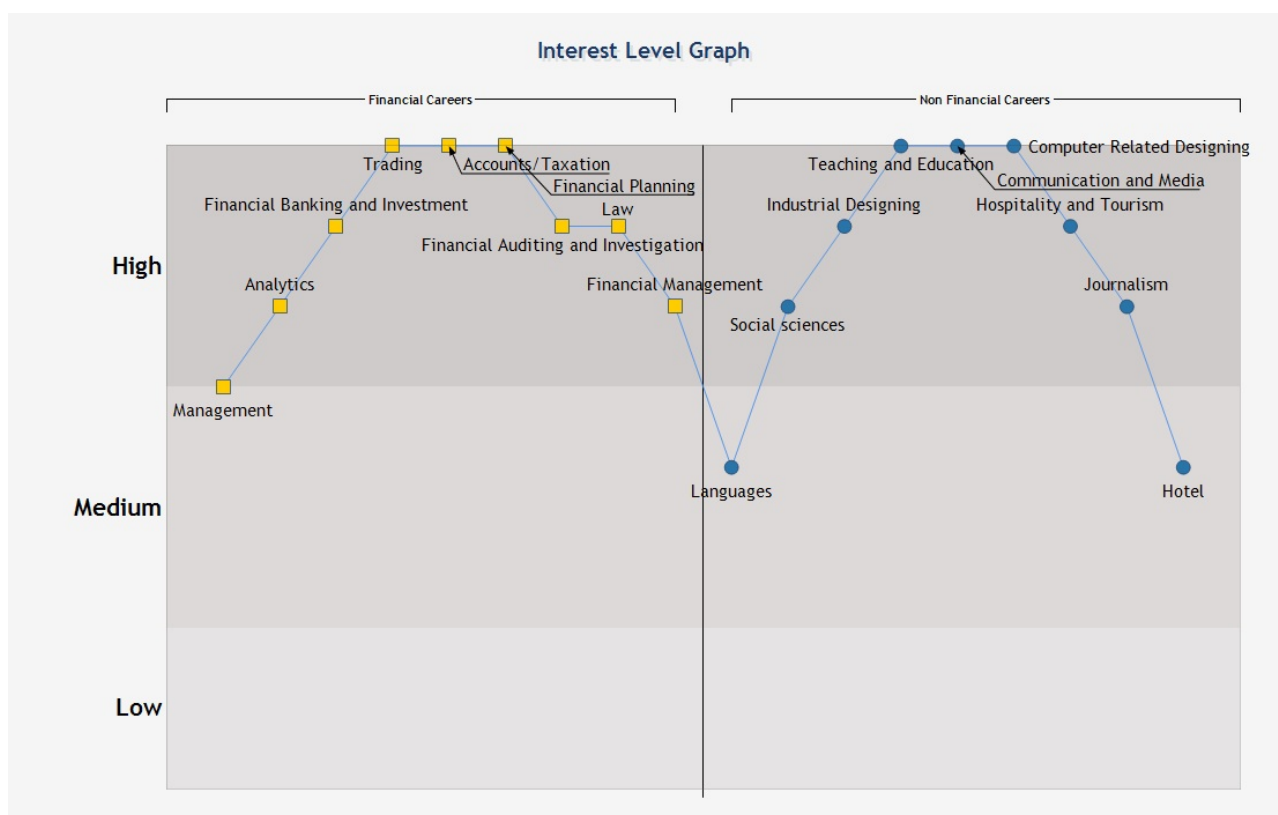 Interest Level Graph
Financial Careers
Non Financial Careers
Trading
Accounts/Taxation
Financial Planning
Teaching and Education
Computer Related Designing
Communication and Media
Financial Banking and Investment
Law
Industrial Designing
Hospitality and Tourism
Financial Auditing and Investigation
High
Analytics
Financial Management
Journalism
Social sciences
Management
Languages
Hotel
Medium
Low